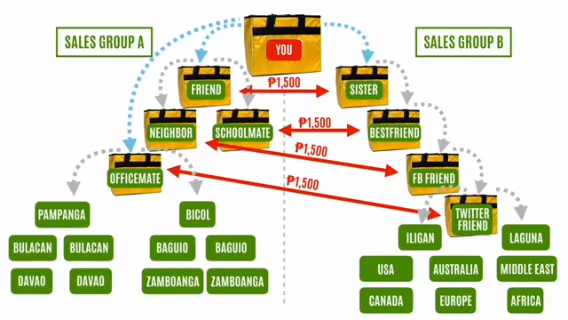 SALES GROUP A
YOU
SALES GROUP B
FRIEND
₱1,500
SISTER
NEIGHBOR
SCHOOLMATE
₱1,500
BESTFRIEND
₱1,500
OFFICEMATE
FB FRIEND
₱1,500
PAMPANGA
BICOL
TWITTER
FRIEND
ILIGAN
LAGUNA
BULACAN
BULACAN
BAGUIO
BAGUIO
USA
AUSTRALIA
MIDDLE EAST
DAVAO
DAVAO
ZAMBOANGA
ZAMBOANGA
CANADA
EUROPE
AFRICA